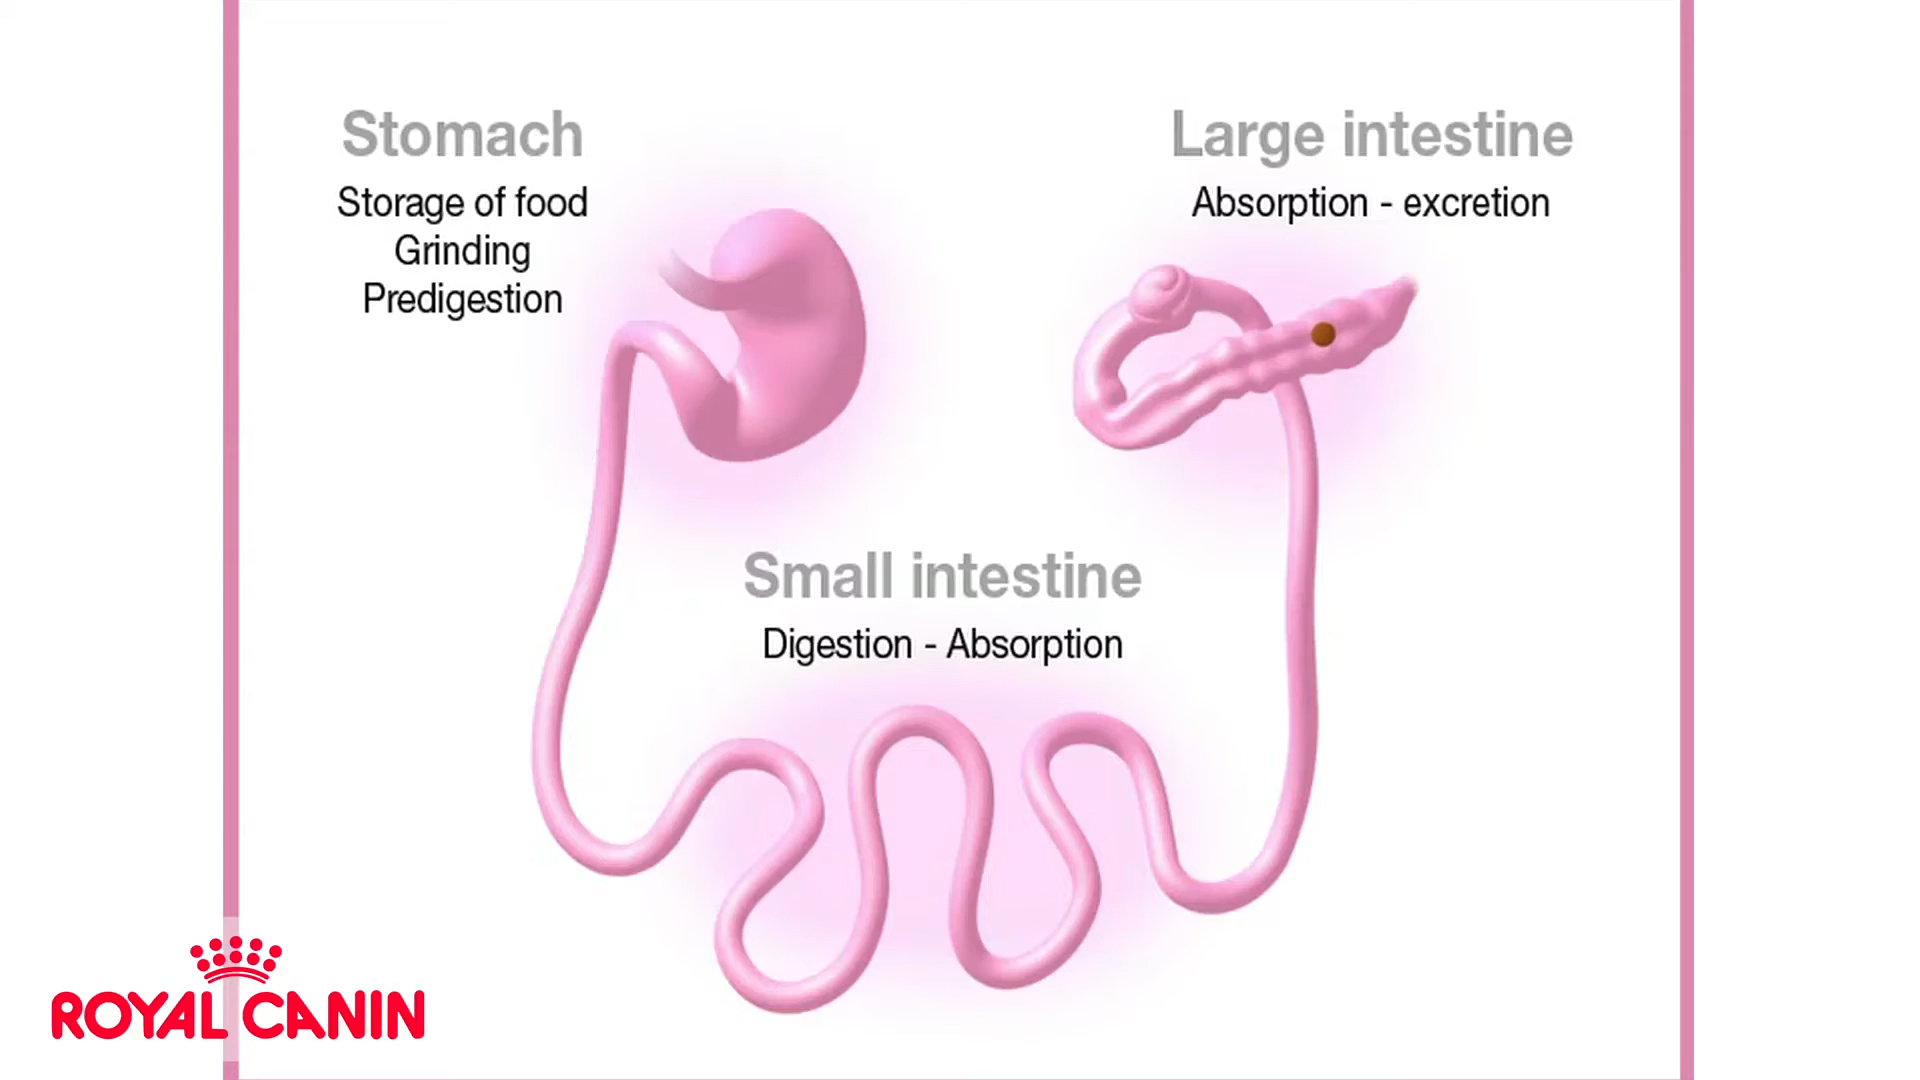 Stomach
Storage of food
Grinding
Predigestion
Large intestine
Absorption - excretion
Small intestine
Digestion - Absorption
ROYAL CANIN